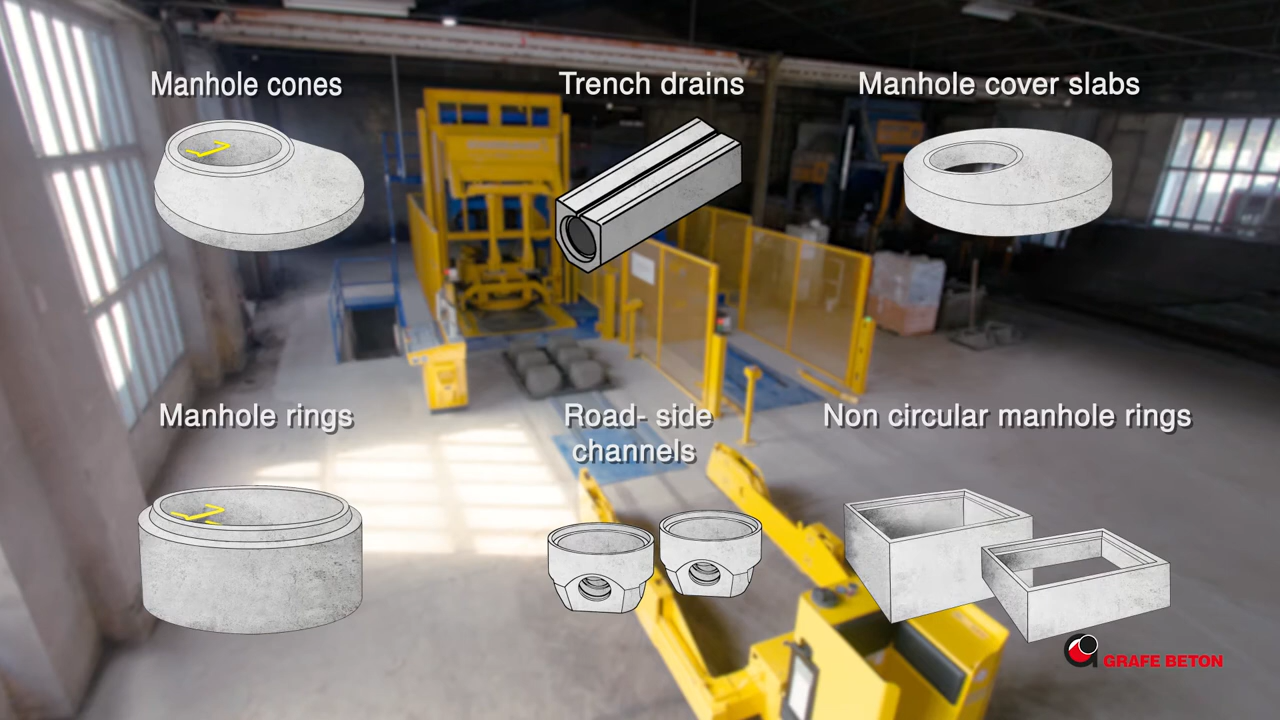 Manhole cones
Trench drains
Manhole cover slabs
Manhole rings
Road- side
channels
Non circular manhole rings
GRAFE BETON